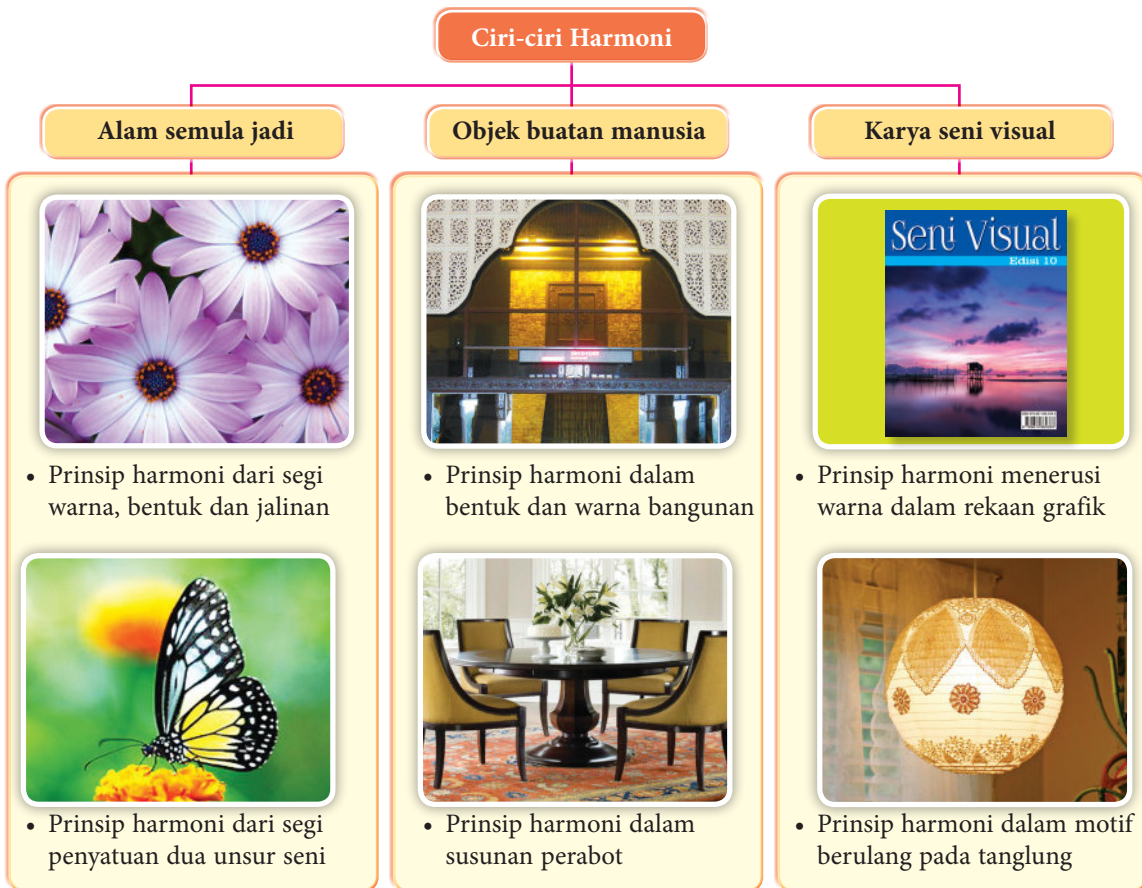 Ciri-ciri Harmoni
Alam semula jadi
• Prinsip harmoni dari segi
warna, bentuk dan jalinan
• Prinsip harmoni dari segi
penyatuan dua unsur seni
Objek buatan manusia
• Prinsip harmoni dalam
bentuk dan warna bangunan
• Prinsip harmoni dalam
susunan perabot
Karya seni visual
Seni Visual
Edisi 10
• Prinsip harmoni menerusi
warna dalam rekaan grafik
• Prinsip harmoni dalam motif
berulang pada tanglung